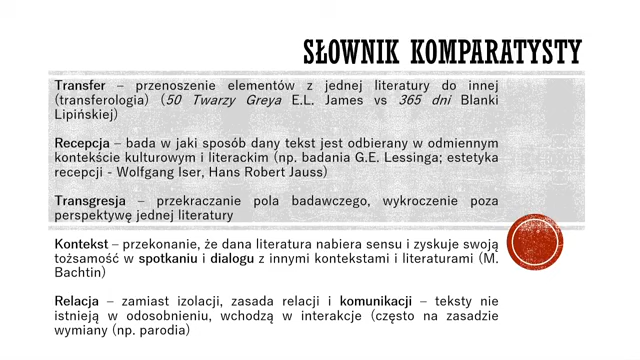 SŁOWNIK KOMPARATYSTY
Transfer – przenoszenie elementów z jednej literatury do innej
(transferologia) (50 Twarzy Greya E.L. James vs 365 dni Blanki
Lipińskiej)
Recepcja – bada w jaki sposób dany tekst jest odbierany w odmiennym
kontekście kulturowym i literackim (np. badania G.E. Lessinga; estetyka
recepcji - Wolfgang Iser, Hans Robert Jauss)
Transgresja – przekraczanie pola badawczego, wykroczenie poza
perspektywę jednej literatury
Kontekst – przekonanie, że dana literatura nabiera sensu i zyskuje swoją
tożsamość w spotkaniu i dialogu z innymi kontekstami i literaturami (M.
Bachtin)
Relacja – zamiast izolacji, zasada relacji i komunikacji – teksty nie
istnieją w odosobnieniu, wchodzą w interakcje (często na zasadzie
wymiany (np. parodia)